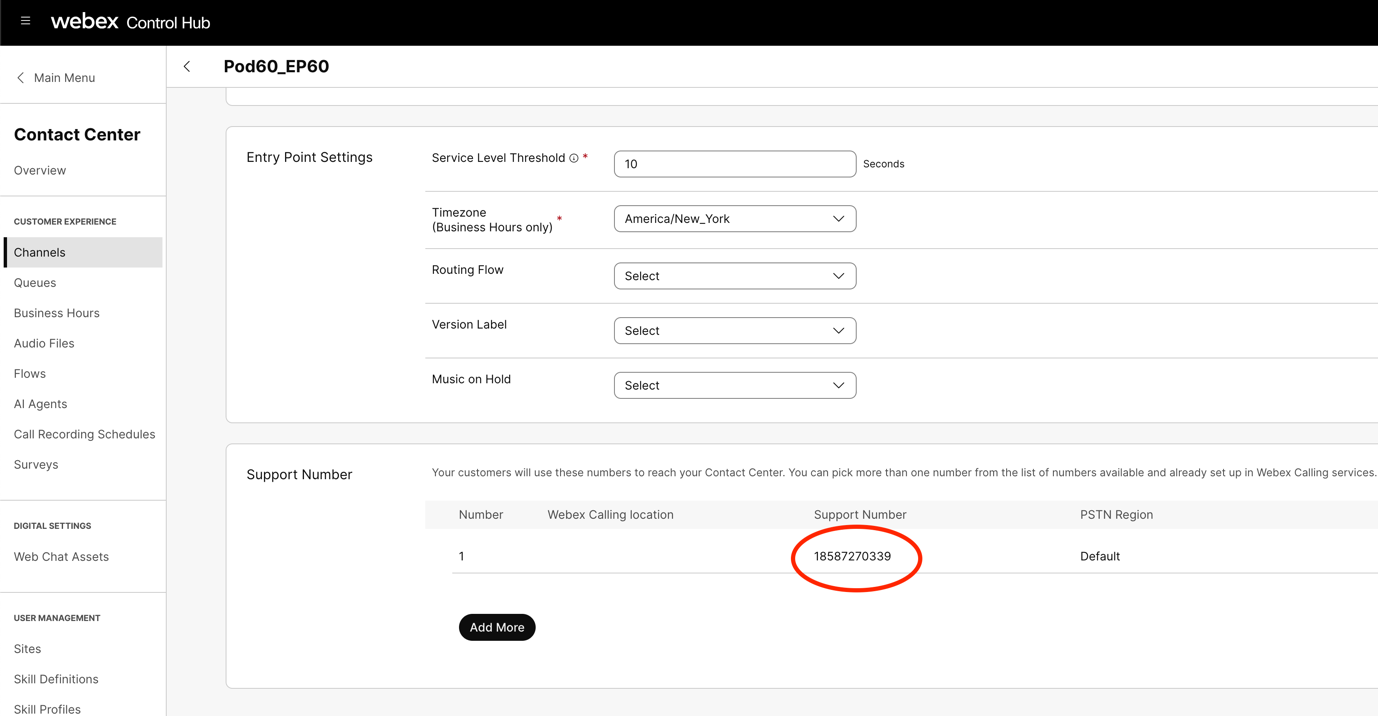 webex Control Hub
Main Menu
Pod60_EP60
Contact Center
Overview
CUSTOMER EXPERIENCE
Channels
Queues
Business Hours
Audio Files
Flows
AI Agents
Call Recording Schedules
Surveys
DIGITAL SETTINGS
Web Chat Assets
USER MANAGEMENT
Sites
Skill Definitions
Skill Profiles
Entry Point Settings
Service Level Threshold * 10 Seconds
Timezone
(Business Hours only) * America/New_York
Routing Flow Select
Version Label Select
Music on Hold Select
Support Number
Your customers will use these numbers to reach your Contact Center. You can pick more than one number from the list of numbers available and already set up in Webex Calling services.
Number Webex Calling location Support Number PSTN Region
1 18587270339 Default
Add More